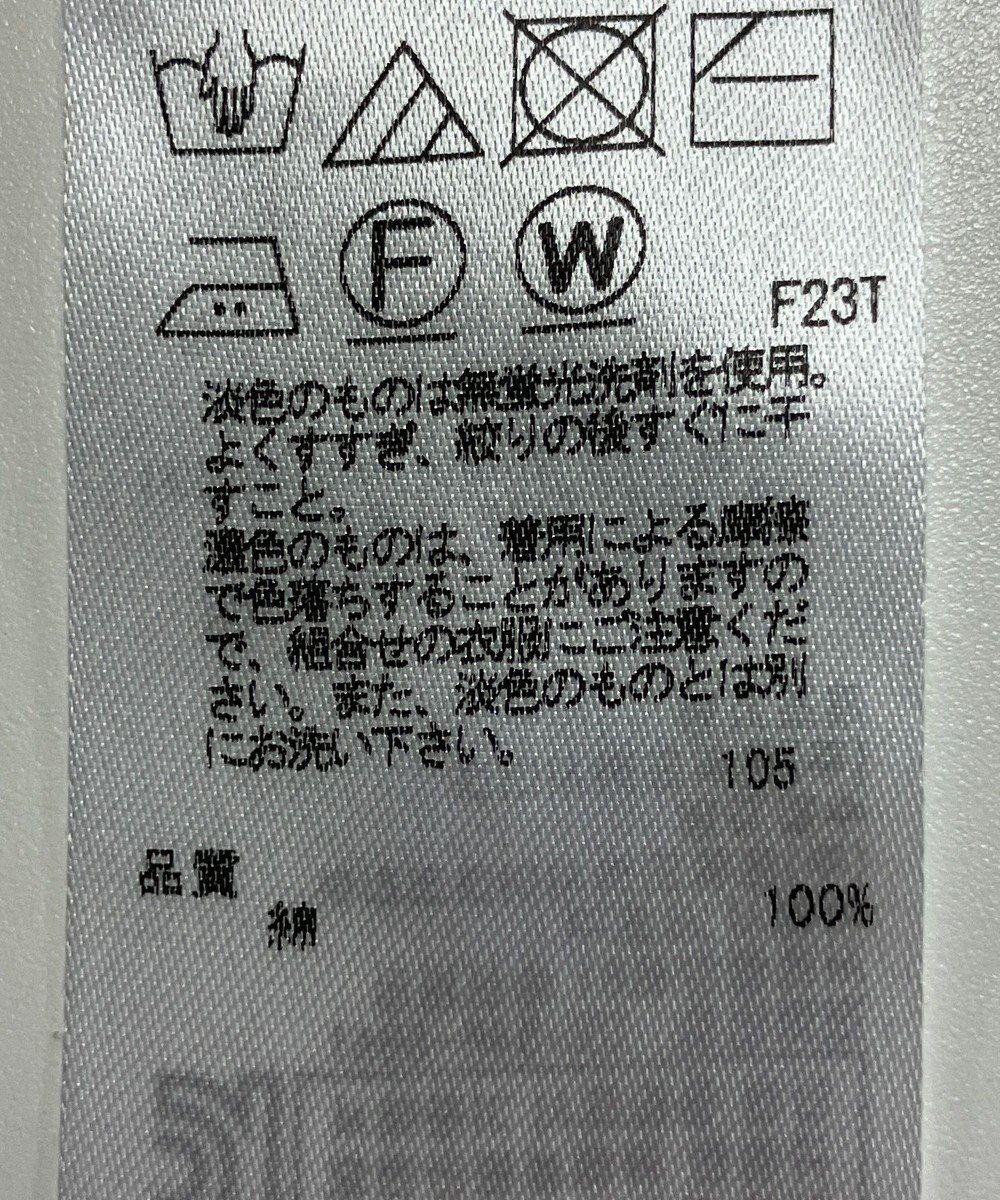 F
W
F23T
淡色のものは無蛍光洗剤を使用。
よくすすぎ、絞りの後すぐに干
すこと。
濃色のものは、着用による摩擦
で色落ちすることがありますの
で、組合せの衣服にご注意くだ
さい。また、淡色のものとは別
にお洗い下さい。
105
品質
綿 100%